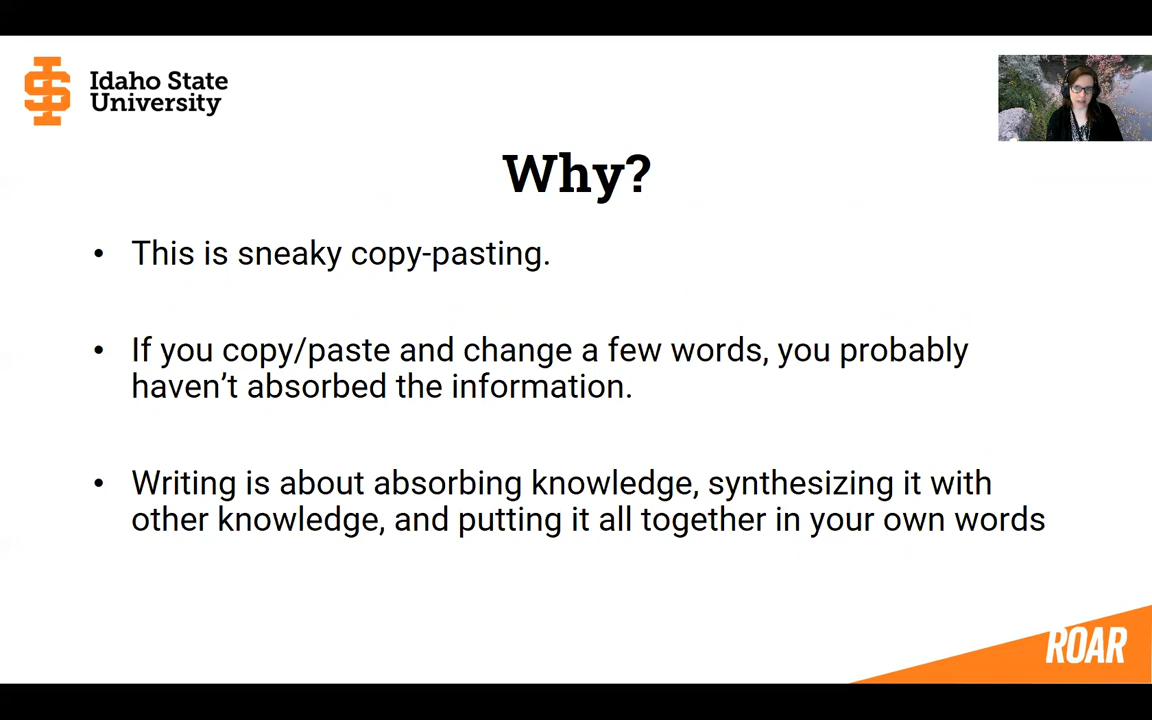 Idaho State
University
Why?
• This is sneaky copy-pasting.
• If you copy/paste and change a few words, you probably
haven’t absorbed the information.
• Writing is about absorbing knowledge, synthesizing it with
other knowledge, and putting it all together in your own words
ROAR